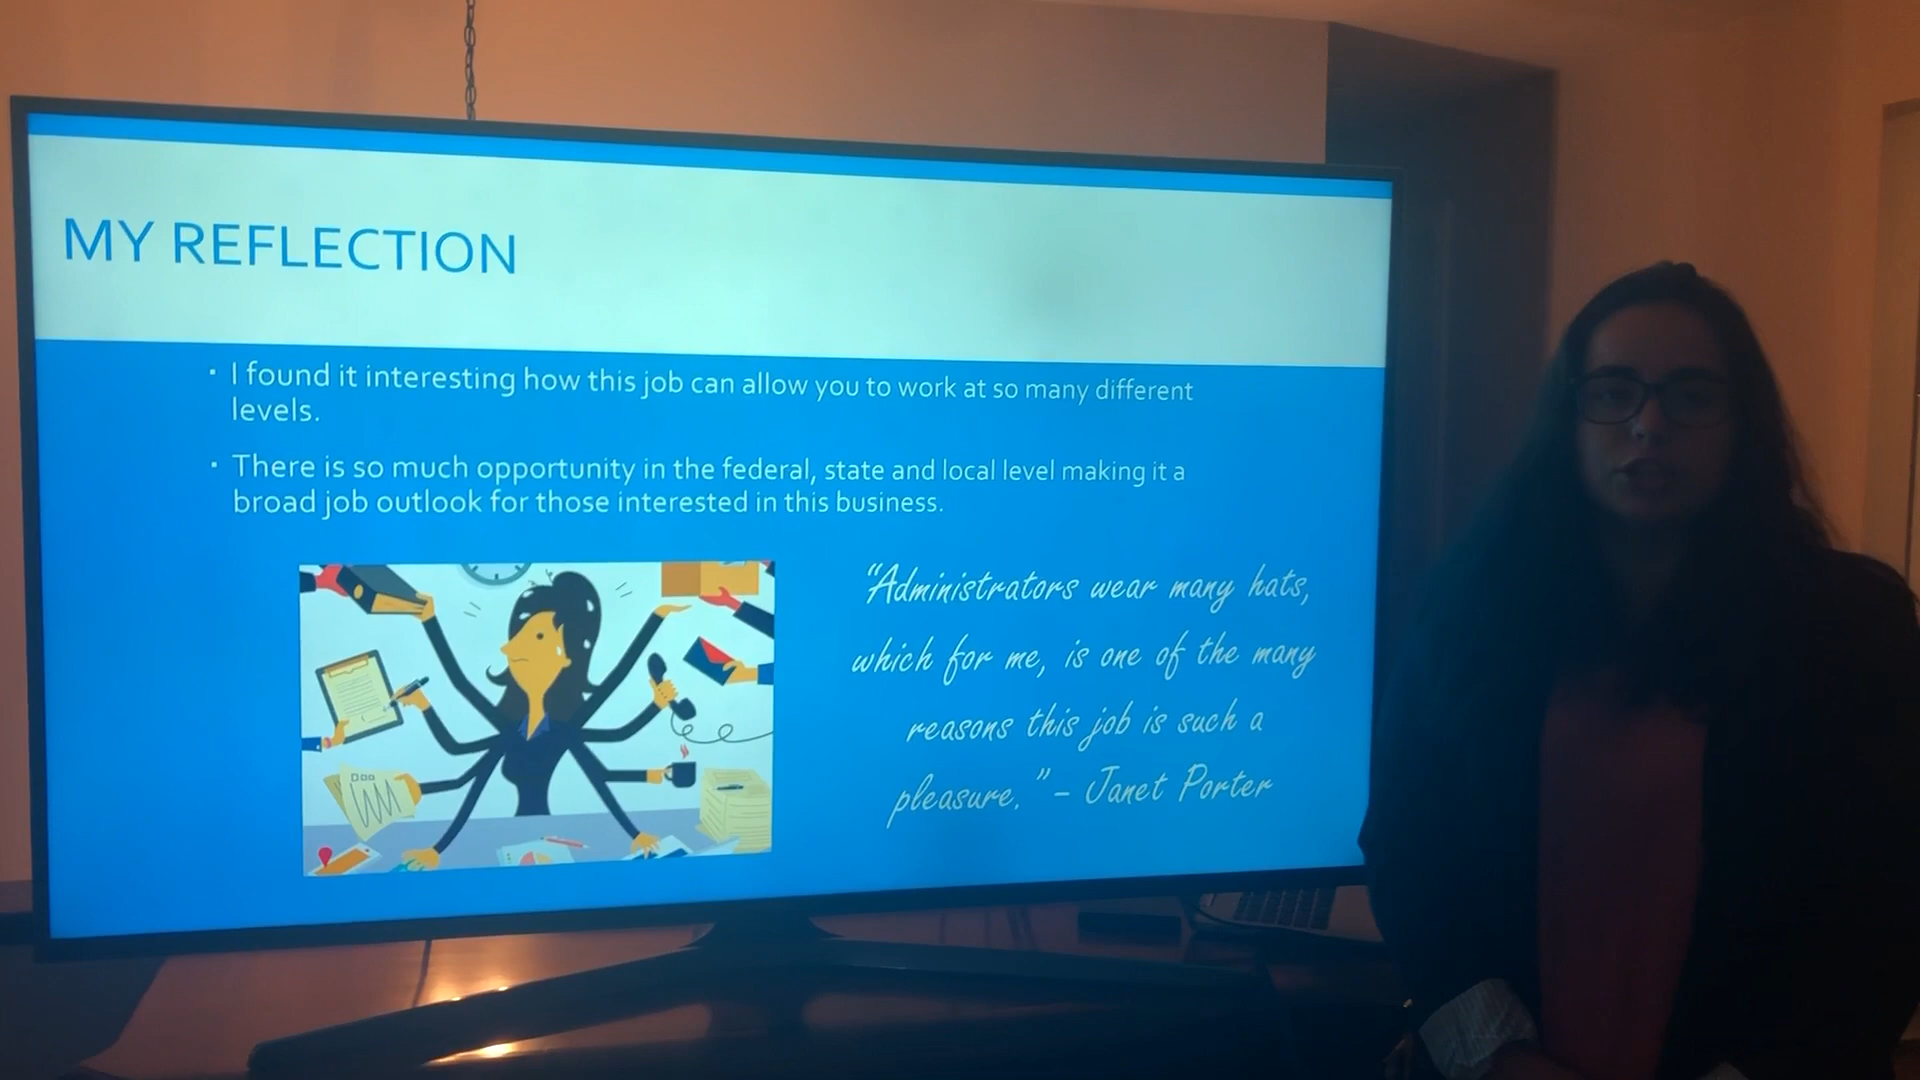 MY REFLECTION
· I found it interesting how this job can allow you to work at so many different
levels.
· There is so much opportunity in the federal, state and local level making it a
broad job outlook for those interested in this business.
"Administrators wear many hats,
which for me, is one of the many
reasons this job is such a
pleasure." – Janet Porter